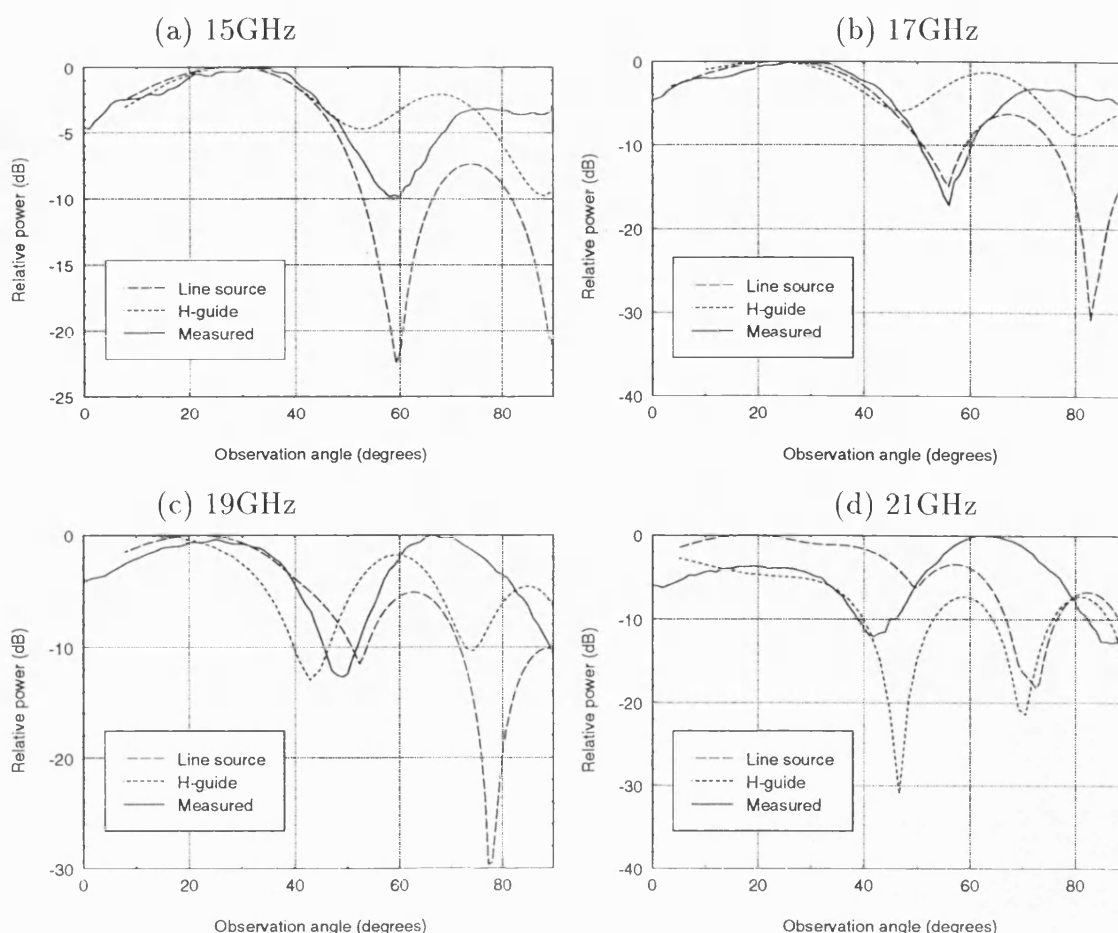 (a) 15GHz
Relative power (dB)
0
-5
-10
-15
-20
-25
Line source
H-guide
Measured
0 20 40 60 80
Observation angle (degrees)
(b) 17GHz
Relative power (dB)
0
-10
-20
-30
-40
Line source
H-guide
Measured
0 20 40 60 80
Observation angle (degrees)
(c) 19GHz
Relative power (dB)
0
-10
-20
-30
Line source
H-guide
Measured
0 20 40 60 80
Observation angle (degrees)
(d) 21GHz
Relative power (dB)
0
-10
-20
-30
-40
Line source
H-guide
Measured
0 20 40 60 80
Observation angle (degrees)